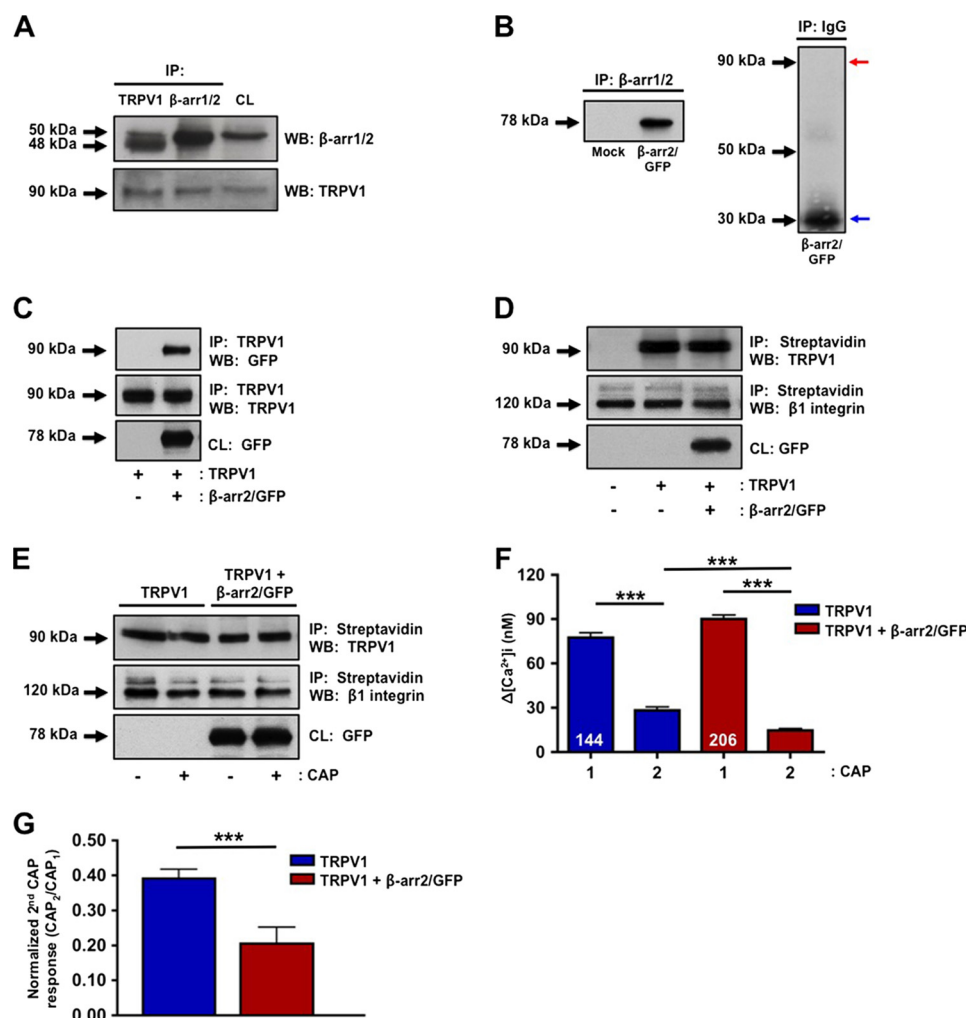 A
IP:
TRPV1 β-arr1/2 CL
50 kDa
48 kDa
WB: β-arr1/2
90 kDa
WB: TRPV1
B
IP: β-arr1/2
78 kDa
Mock β-arr2/
GFP
IP: IgG
90 kDa
50 kDa
30 kDa
β-arr2/
GFP
C
90 kDa
IP: TRPV1
WB: GFP
90 kDa
IP: TRPV1
WB: TRPV1
78 kDa
CL: GFP
+ + : TRPV1
- + : β-arr2/GFP
D
90 kDa
IP: Streptavidin
WB: TRPV1
120 kDa
IP: Streptavidin
WB: β1 integrin
78 kDa
CL: GFP
- + + : TRPV1
- - + : β-arr2/GFP
E
TRPV1
TRPV1 +
β-arr2/GFP
90 kDa
IP: Streptavidin
WB: TRPV1
120 kDa
IP: Streptavidin
WB: β1 integrin
78 kDa
CL: GFP
- + - + : CAP
F
Δ[Ca²⁺]i (nM)
120
90
60
30
0
***
***
***
144
206
1 2 1 2 : CAP
TRPV1
TRPV1 + β-arr2/GFP
G
Normalized 2ⁿᵈ CAP
response (CAP₂/CAP₁)
0.50
0.40
0.30
0.20
0.10
0.00
***
TRPV1
TRPV1 + β-arr2/GFP